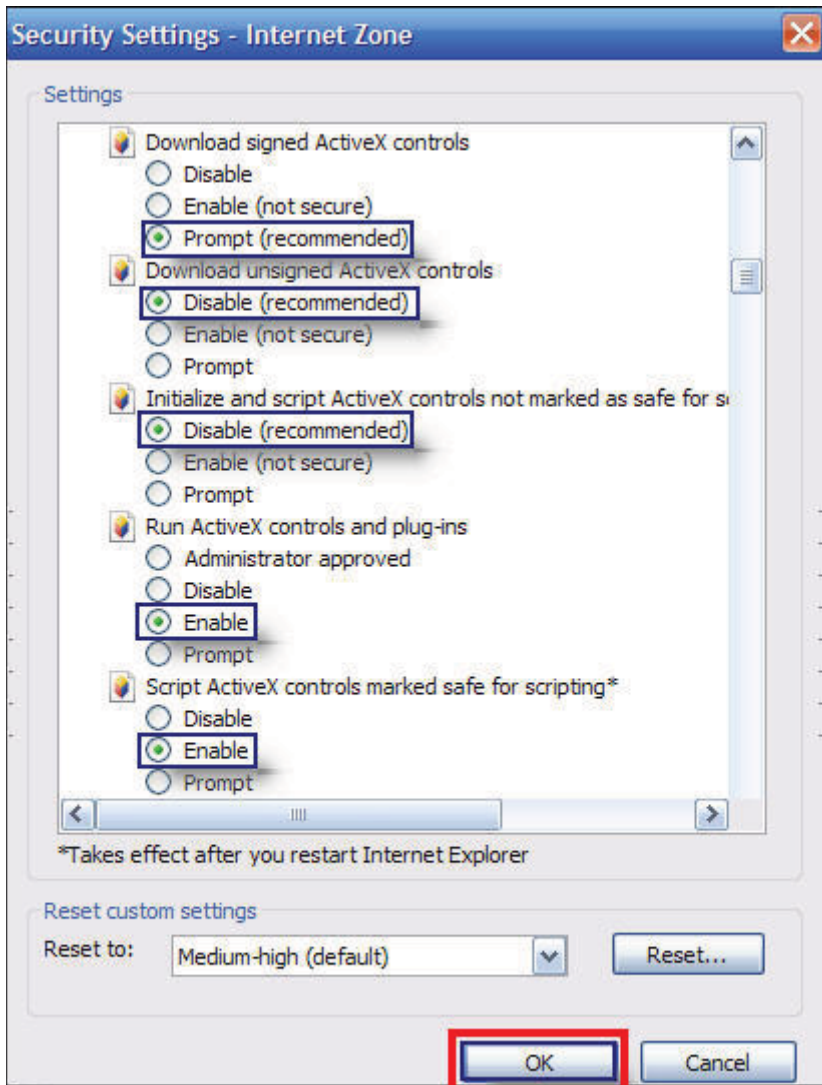 Security Settings - Internet Zone
Settings
Download signed ActiveX controls
Disable
Enable (not secure)
Prompt (recommended)
Download unsigned ActiveX controls
Disable (recommended)
Enable (not secure)
Prompt
Initialize and script ActiveX controls not marked as safe for
Disable (recommended)
Enable (not secure)
Prompt
Run ActiveX controls and plug-ins
Administrator approved
Disable
Enable
Prompt
Script ActiveX controls marked safe for scripting*
Disable
Enable
Prompt
*Takes effect after you restart Internet Explorer
Reset custom settings
Reset to: Medium-high (default) Reset...
OK Cancel